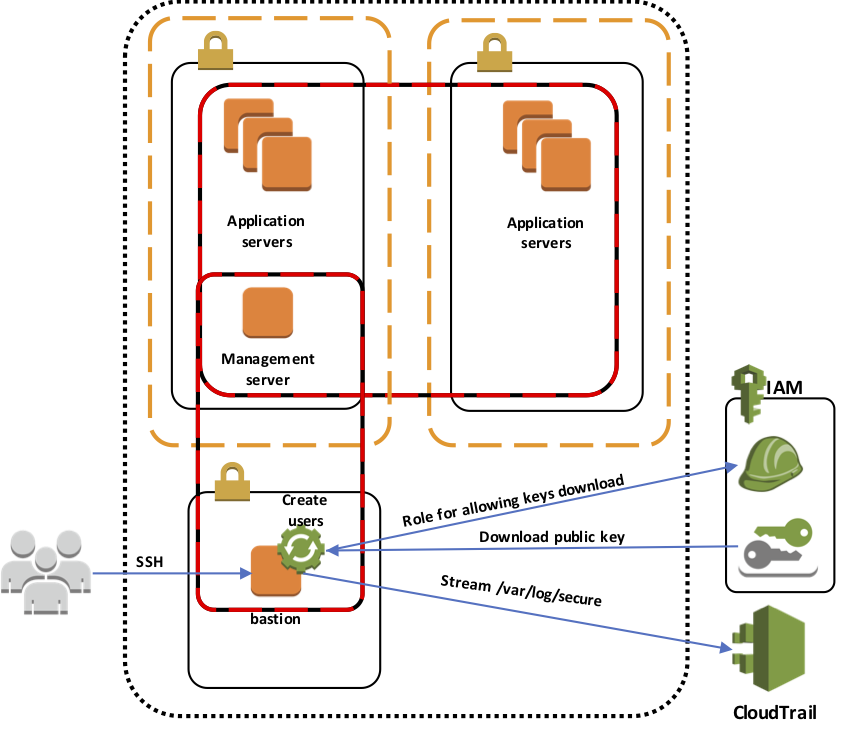 Application
servers
Application
servers
Management
server
IAM
Create
users
Role for allowing keys download
Download public key
SSH
Stream /var/log/secure
bastion
CloudTrail